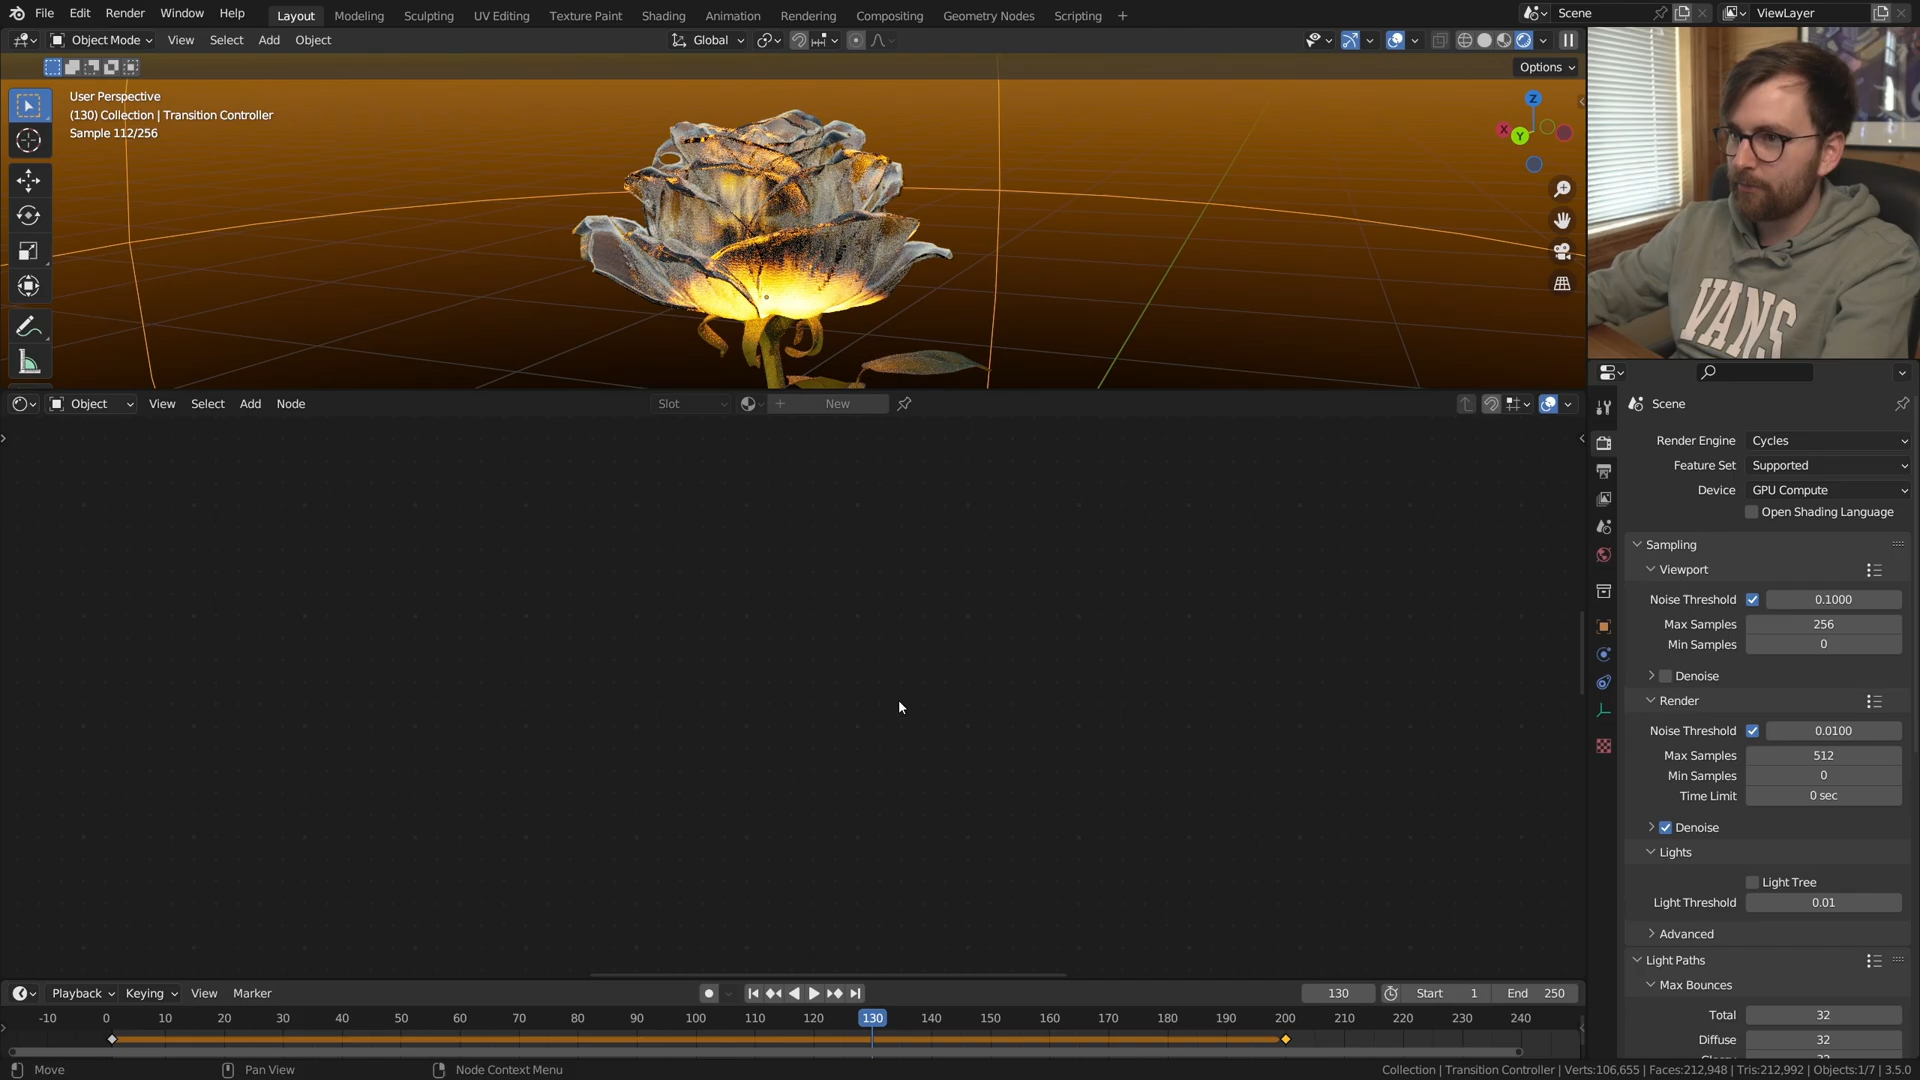 File Edit Render Window Help Layout Modeling Sculpting UV Editing Texture Paint Shading Animation Rendering Compositing Geometry Nodes Scripting + Scene ViewLayer
Object Mode View Select Add Object Global
Options
User Perspective
(130) Collection | Transition Controller
Sample 112/256
Z
X
Y
VANS
Object View Select Add Node Slot New
Scene
Render Engine Cycles
Feature Set Supported
Device GPU Compute
Open Shading Language
Sampling
Viewport
Noise Threshold 0.1000
Max Samples 256
Min Samples 0
Denoise
Render
Noise Threshold 0.0100
Max Samples 512
Min Samples 0
Time Limit 0 sec
Denoise
Lights
Light Tree
Light Threshold 0.01
Advanced
Light Paths
Max Bounces
Total 32
Diffuse 32
Playback Keying View Marker 130 Start 1 End 250
-10 0 10 20 30 40 50 60 70 80 90 100 110 120 130 140 150 160 170 180 190 200 210 220 230 240
Move Pan View Node Context Menu Collection | Transition Controller | Verts:106,655 | Faces:212,948 | Tris:212,992 | Objects:1/7 | 3.5.0